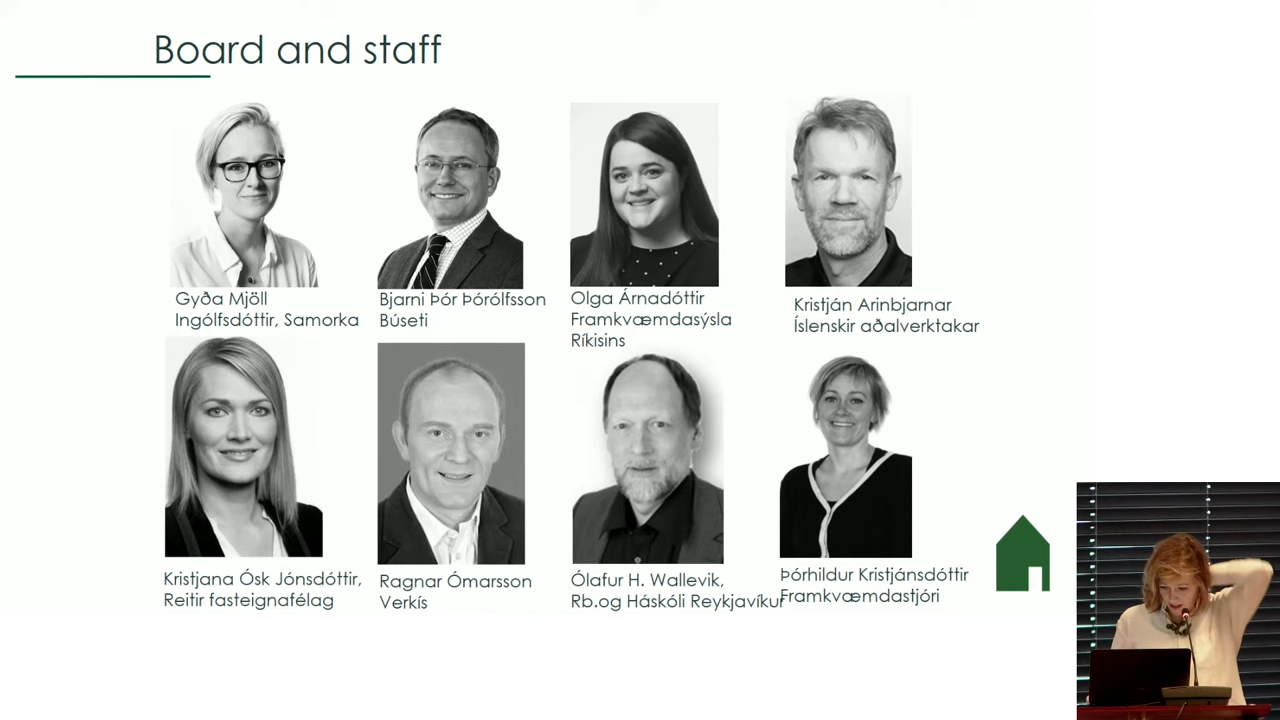 Board and staff
Gyða Mjöll
Ingólfsdóttir, Samorka
Bjarni Þór Þórólfsson
Búseti
Olga Árnadóttir
Framkvæmdasýsla
Ríkisins
Kristján Arinbjarnar
Íslenskir aðalverktakar
Kristjana Ósk Jónsdóttir,
Reitir fasteignafélag
Ragnar Ómarsson
Verkís
Ólafur H. Wallevik,
Rb.og Háskóli Reykjavíkur
Þórhildur Kristjánsdóttir
Framkvæmdastjóri